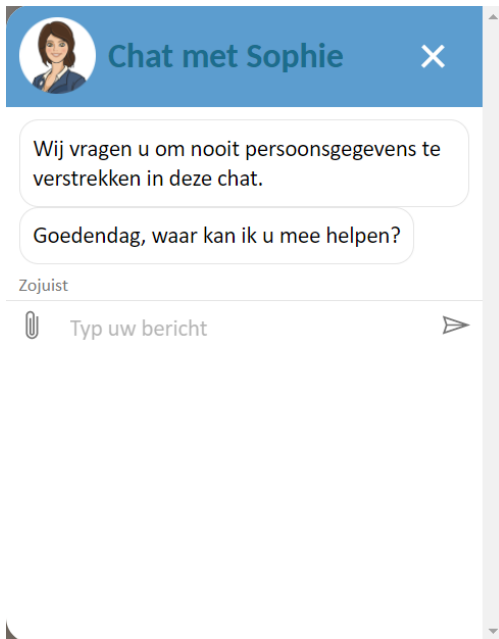 Chat met Sophie
Wij vragen u om nooit persoonsgegevens te
verstrekken in deze chat.
Goedendag, waar kan ik u mee helpen?
Zojuist
Typ uw bericht